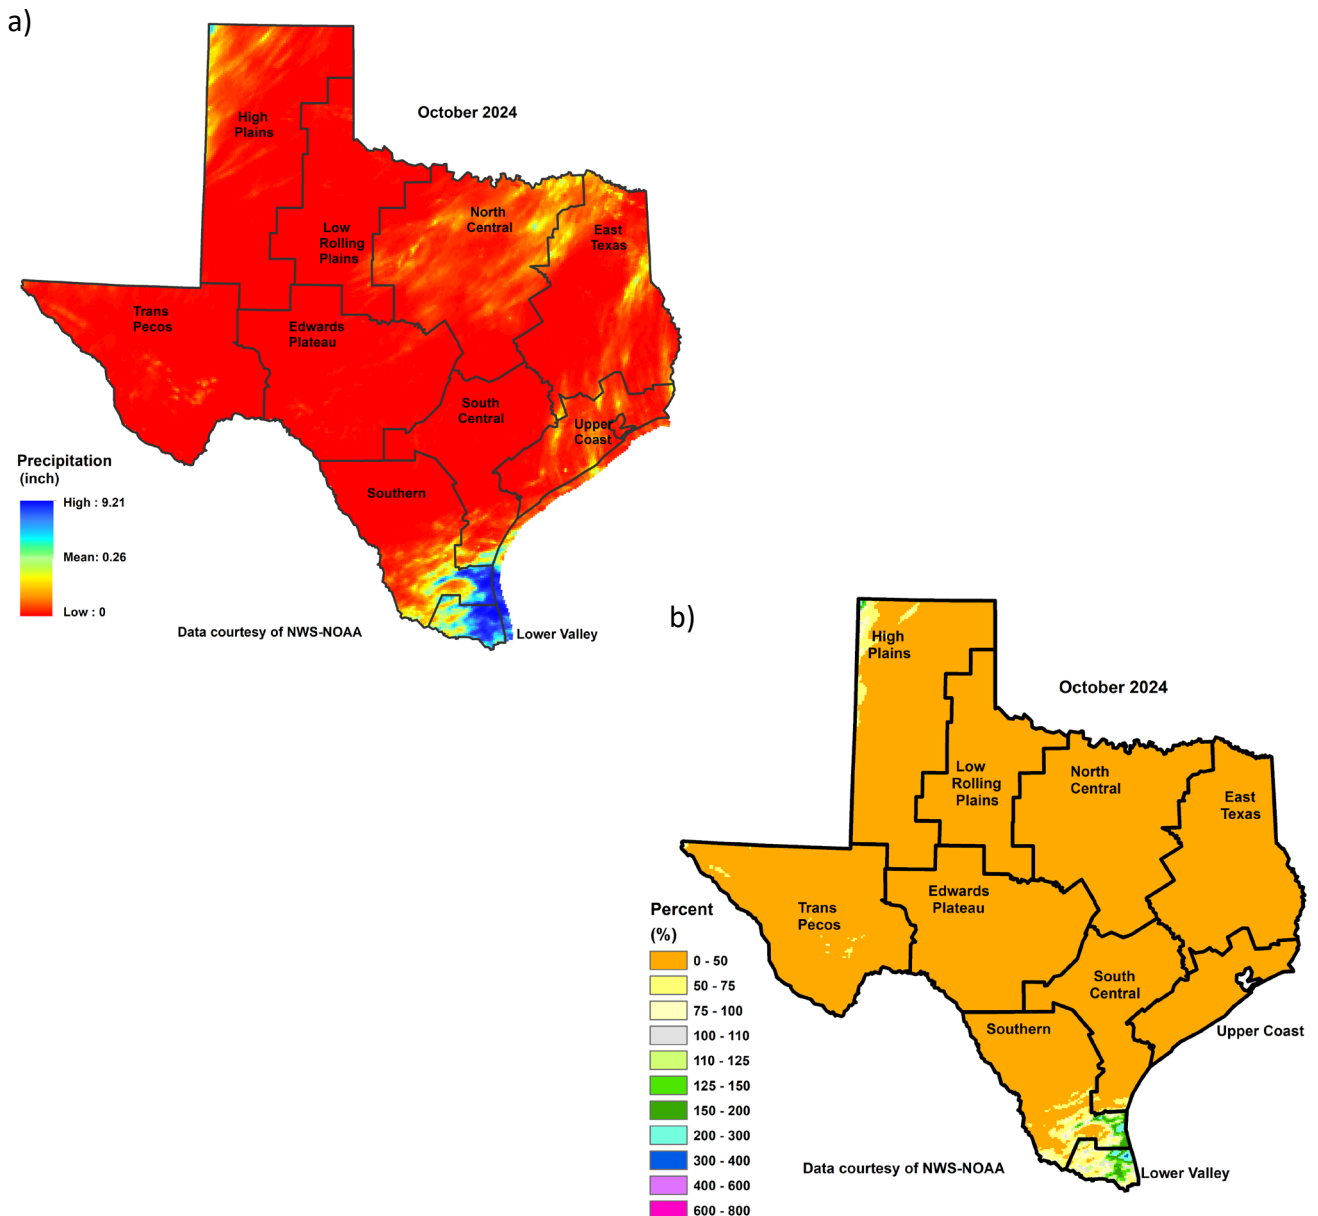 a)
October 2024
High
Plains
North
Central
East
Texas
Low
Rolling
Plains
Trans
Pecos
Edwards
Plateau
South
Central
Upper
Coast
Southern
Precipitation
(inch)
High : 9.21
Mean: 0.26
Low : 0
Data courtesy of NWS-NOAA
Lower Valley
b)
October 2024
High
Plains
Low
Rolling
Plains
North
Central
East
Texas
Trans
Pecos
Edwards
Plateau
South
Central
Southern
Upper Coast
Percent
(%)
0 - 50
50 - 75
75 - 100
100 - 110
110 - 125
125 - 150
150 - 200
200 - 300
300 - 400
400 - 600
600 - 800
Data courtesy of NWS-NOAA
Lower Valley